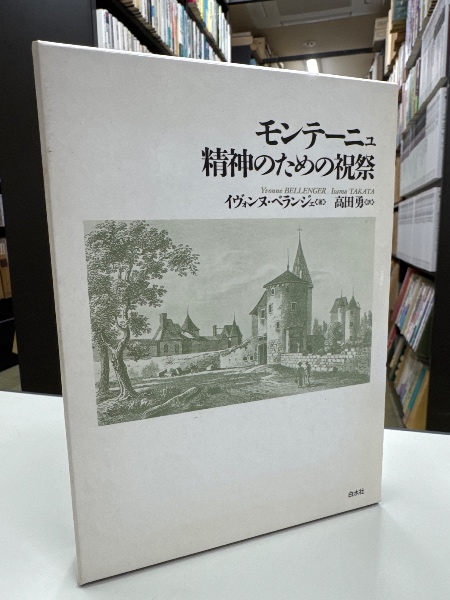 モンテーニュ
精神のための祝祭
Yvonne BELLENGER Isamu TAKATA
イヴォンヌ・ベランジェ〈著〉 高田勇〈訳〉
白水社